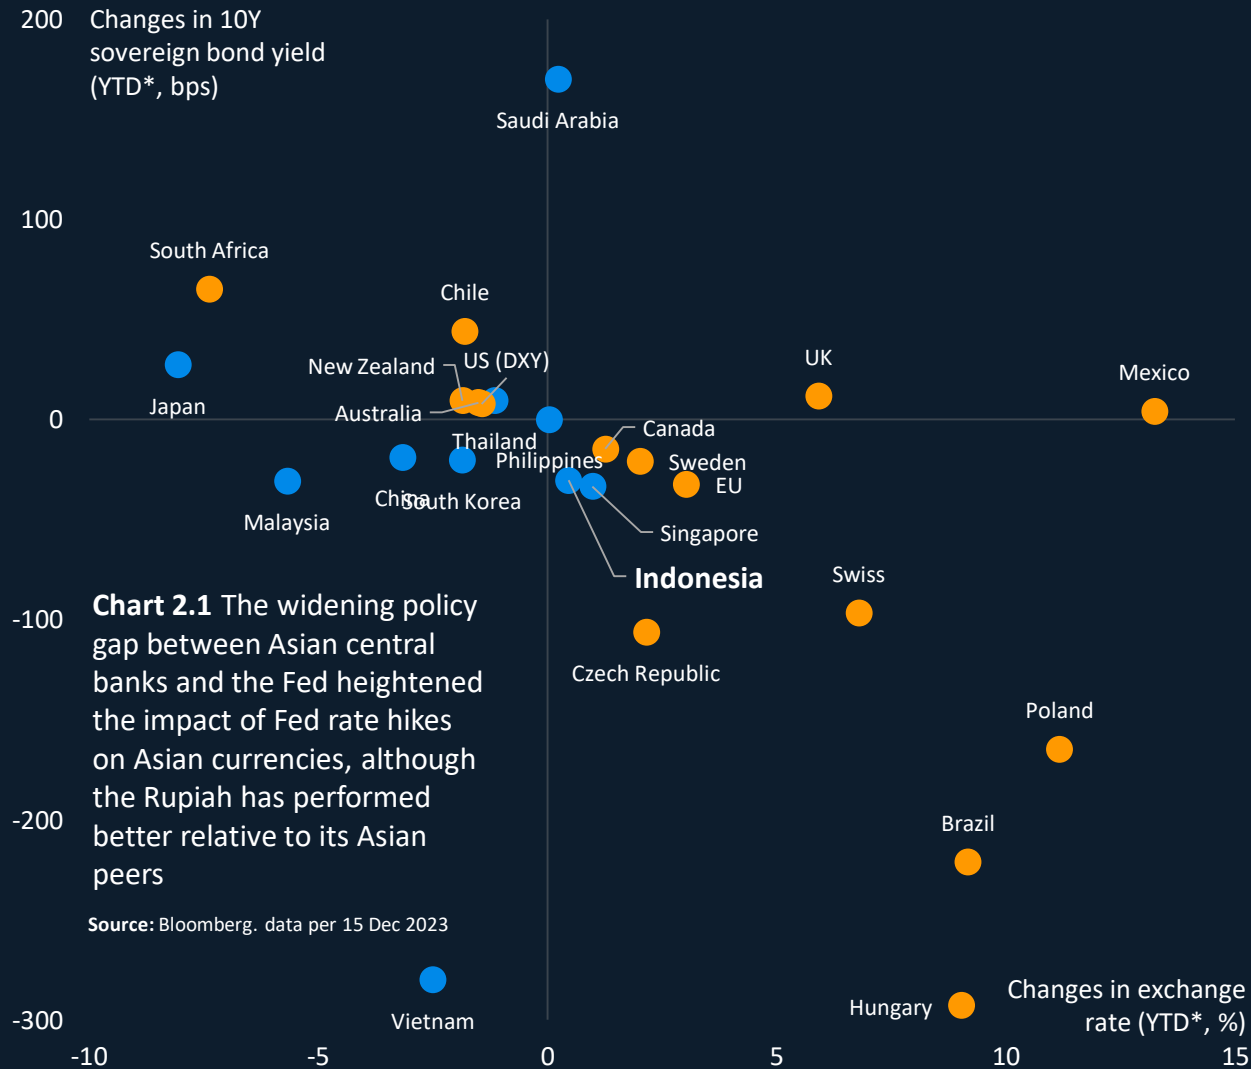 200
Changes in 10Y
sovereign bond yield
(YTD*, bps)
Saudi Arabia
100
South Africa
Chile
New Zealand
US (DXY)
UK
Mexico
Japan
Australia
0
Canada
Thailand
Philippines
Sweden
EU
China
South Korea
Malaysia
Singapore
Indonesia
Swiss
-100
Czech Republic
Chart 2.1 The widening policy
gap between Asian central
banks and the Fed heightened
the impact of Fed rate hikes
on Asian currencies, although
the Rupiah has performed
better relative to its Asian
peers
Poland
-200
Brazil
Source: Bloomberg. data per 15 Dec 2023
Changes in exchange
rate (YTD*, %)
Hungary
Vietnam
-300
-10
-5
0
5
10
15